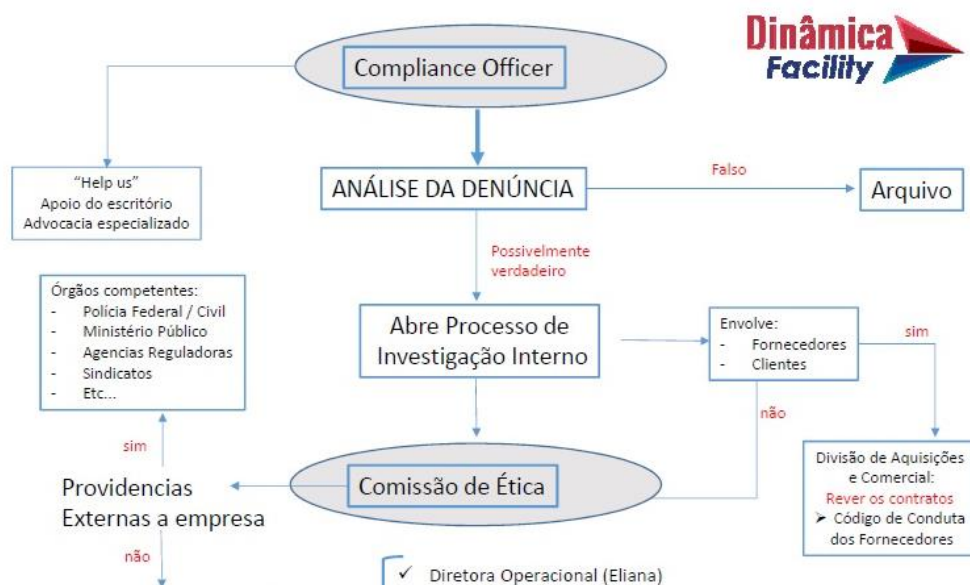 Dinâmica
Facility
Compliance Officer
"Help us"
Apoio do escritório
Advocacia especializado
ANÁLISE DA DENÚNCIA
Falso
Arquivo
Possivelmente
verdadeiro
Órgãos competentes:
- Polícia Federal / Civil
- Ministério Público
- Agencias Reguladoras
- Sindicatos
- Etc...
Abre Processo de
Investigação Interno
Envolve:
- Fornecedores
- Clientes
sim
não
sim
Providencias
Externas a empresa
não
Comissão de Ética
Divisão de Aquisições
e Comercial:
Rever os contratos
➤ Código de Conduta
dos Fornecedores
✓ Diretora Operacional (Eliana)